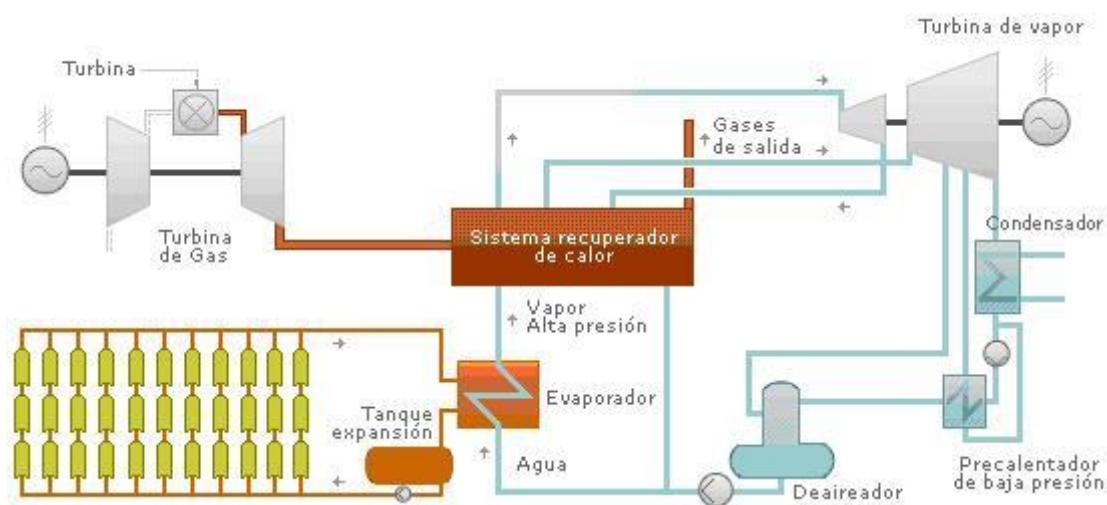 Turbina de vapor
Turbina
Gases
de salida
Turbina
de Gas
Sistema recuperador
de calor
Condensador
Vapor
Alta presión
Evaporador
Tanque
expansión
Agua
Deaireador
Precalentador
de baja presión